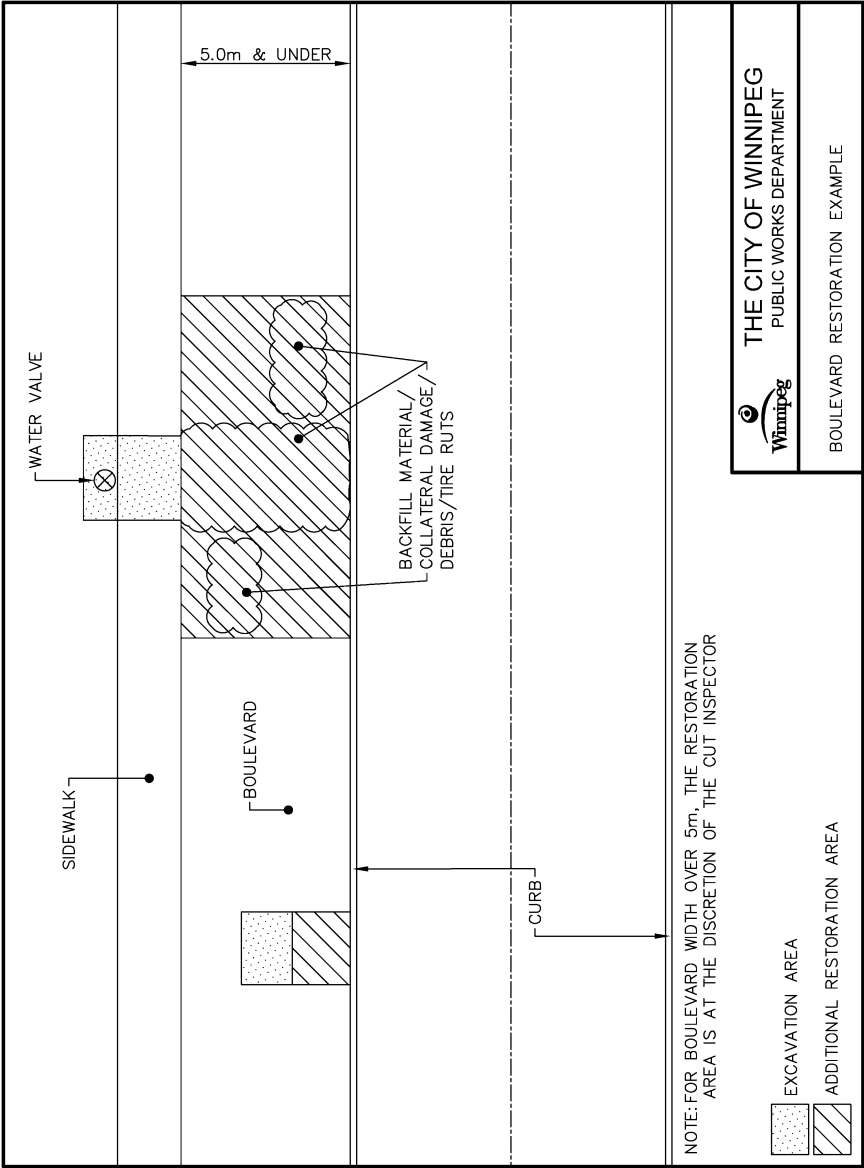 WATER VALVE
5.0m & UNDER
SIDEWALK
BOULEVARD
BACKFILL MATERIAL/
COLLATERAL DAMAGE/
DEBRIS/TIRE RUTS
CURB
NOTE: FOR BOULEVARD WIDTH OVER 5m, THE RESTORATION
AREA IS AT THE DISCRETION OF THE CUT INSPECTOR
EXCAVATION AREA
ADDITIONAL RESTORATION AREA
Winnipeg
THE CITY OF WINNIPEG
PUBLIC WORKS DEPARTMENT
BOULEVARD RESTORATION EXAMPLE